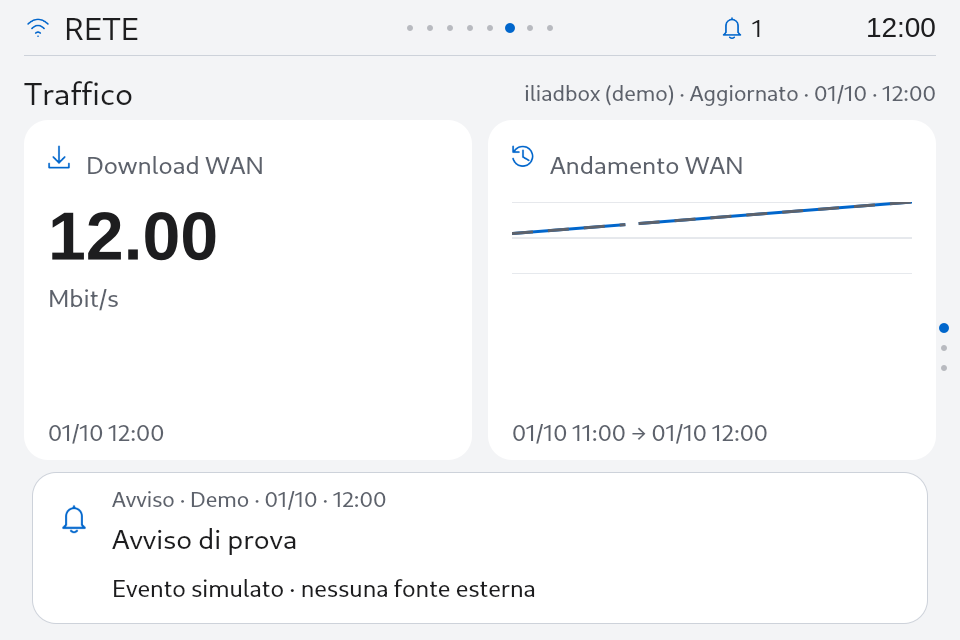 RETE
1
12:00
Traffico
iliadbox (demo) · Aggiornato · 01/10 · 12:00
Download WAN
12.00
Mbit/s
01/10 12:00
Andamento WAN
01/10 11:00 → 01/10 12:00
Avviso · Demo · 01/10 · 12:00
Avviso di prova
Evento simulato · nessuna fonte esterna